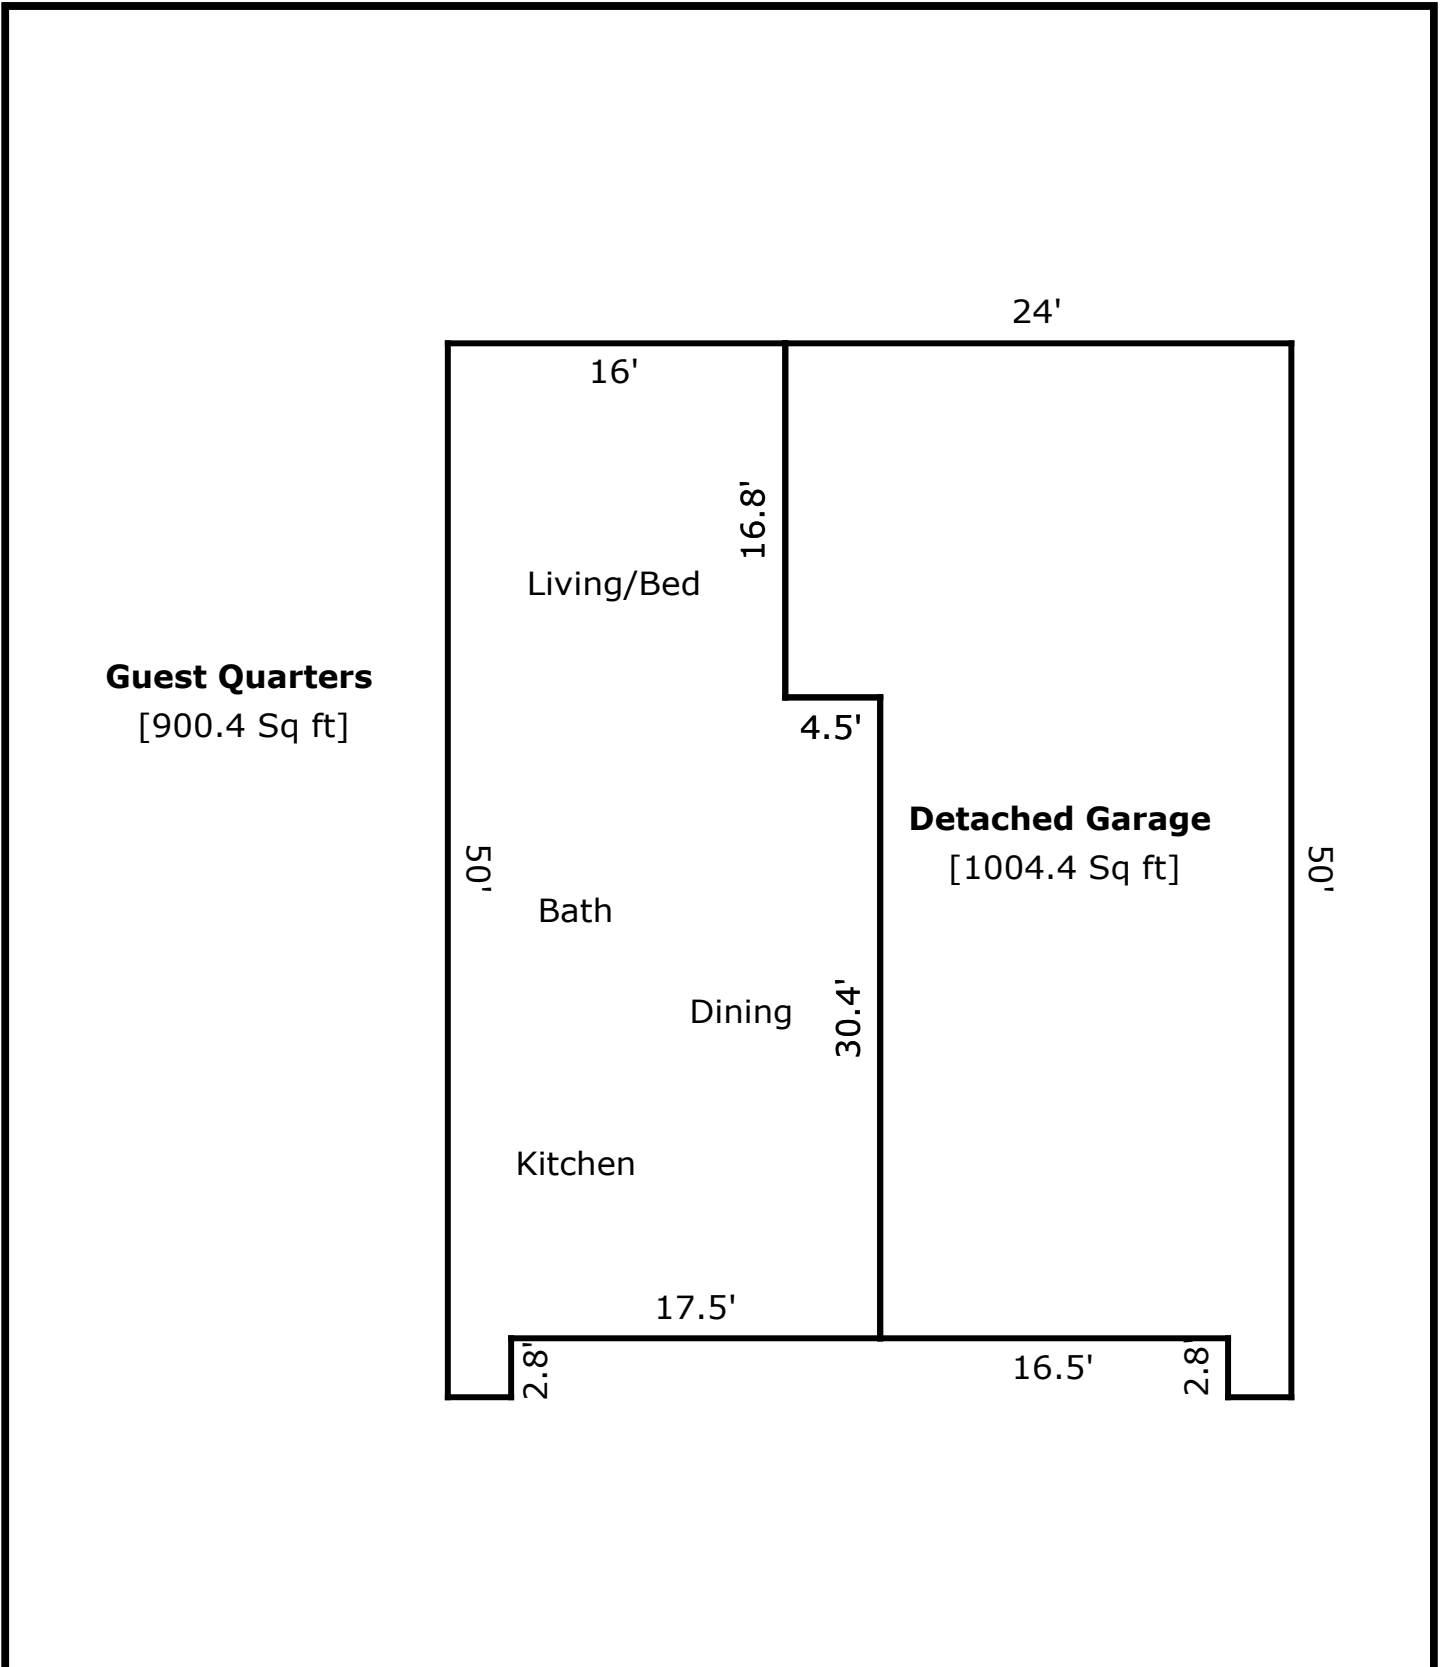 24'
16'
16.8'
Living/Bed
Guest Quarters
[900.4 Sq ft]
4.5'
Detached Garage
[1004.4 Sq ft]
50'
50'
Bath
Dining
30.4'
Kitchen
17.5'
2.8'
16.5'
2.8'